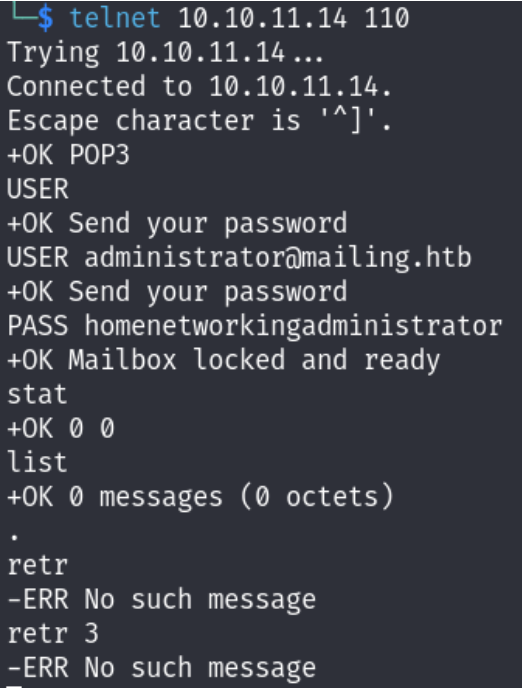 └─$ telnet 10.10.11.14 110
Trying 10.10.11.14...
Connected to 10.10.11.14.
Escape character is '^]'.
+OK POP3
USER
+OK Send your password
USER administrator@mailing.htb
+OK Send your password
PASS homenetworkingadministrator
+OK Mailbox locked and ready
stat
+OK 0 0
list
+OK 0 messages (0 octets)
.
retr
-ERR No such message
retr 3
-ERR No such message